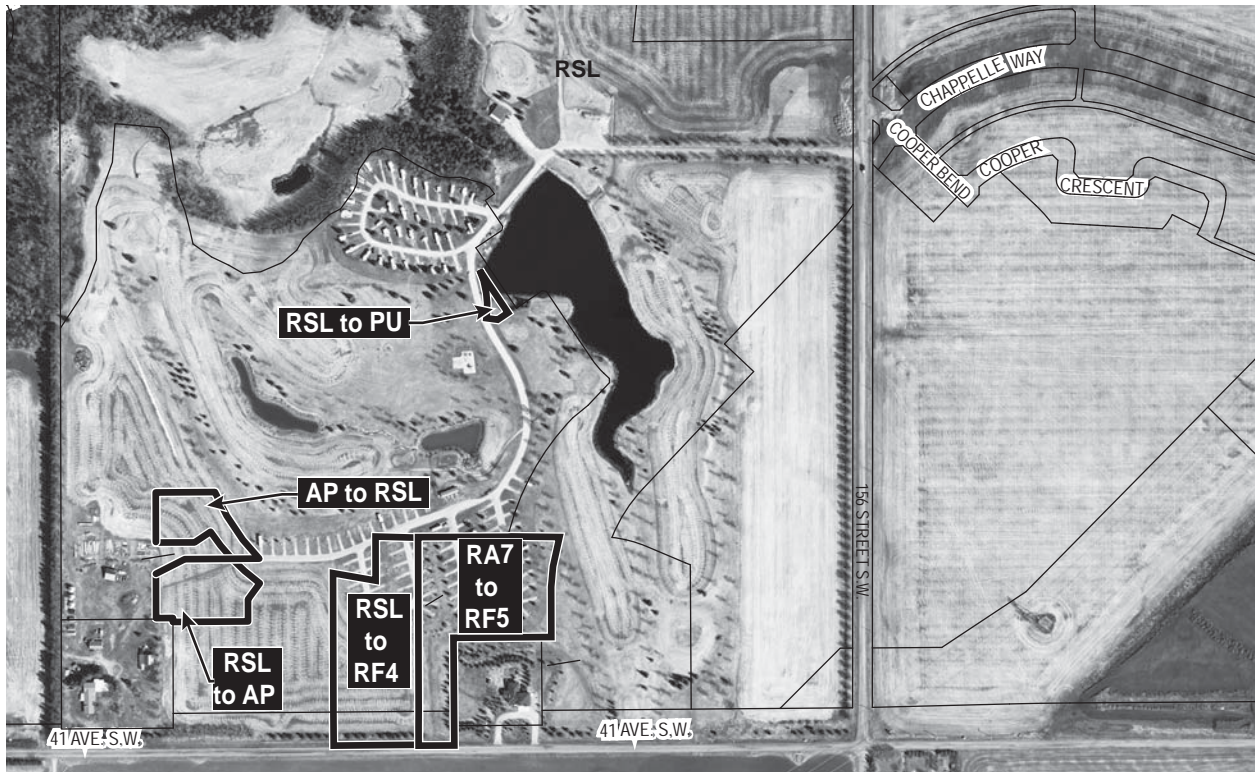 RSL
CHAPPELLE WAY
COOPER BEND
COOPER
CRESCENT
RSL to PU
AP to RSL
RA7
to
RF5
RSL
to
RF4
RSL
to AP
156 STREET S.W.
41 AVE. S.W.
41 AVE. S.W.